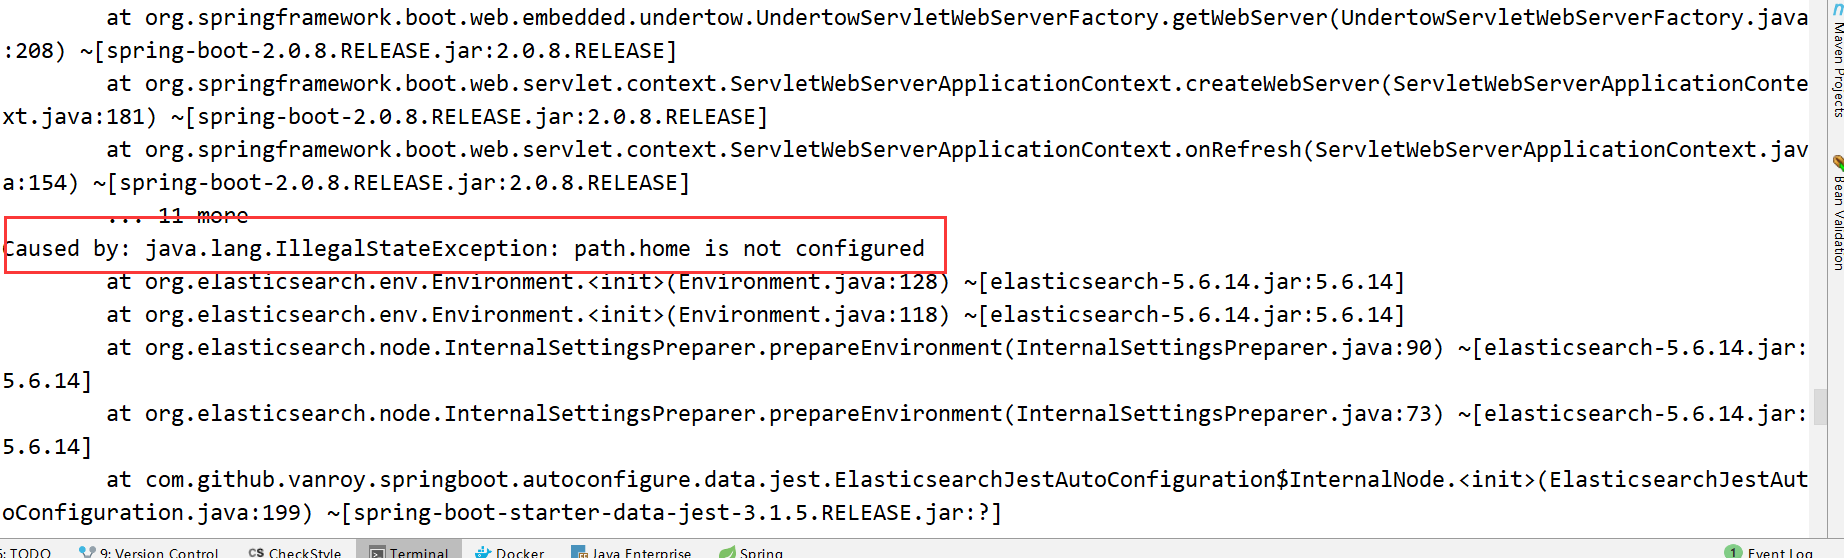 at org.springframework.boot.web.embedded.undertow.UndertowServletWebServerFactory.getWebServer(UndertowServletWebServerFactory.java
:208) ~[spring-boot-2.0.8.RELEASE.jar:2.0.8.RELEASE]
at org.springframework.boot.web.servlet.context.ServletWebServerApplicationContext.createWebServer(ServletWebServerApplicationConte
xt.java:181) ~[spring-boot-2.0.8.RELEASE.jar:2.0.8.RELEASE]
at org.springframework.boot.web.servlet.context.ServletWebServerApplicationContext.onRefresh(ServletWebServerApplicationContext.jav
a:154) ~[spring-boot-2.0.8.RELEASE.jar:2.0.8.RELEASE]
... 11 more
Caused by: java.lang.IllegalStateException: path.home is not configured
at org.elasticsearch.env.Environment.<init>(Environment.java:128) ~[elasticsearch-5.6.14.jar:5.6.14]
at org.elasticsearch.env.Environment.<init>(Environment.java:118) ~[elasticsearch-5.6.14.jar:5.6.14]
at org.elasticsearch.node.InternalSettingsPreparer.prepareEnvironment(InternalSettingsPreparer.java:90) ~[elasticsearch-5.6.14.jar:
5.6.14]
at org.elasticsearch.node.InternalSettingsPreparer.prepareEnvironment(InternalSettingsPreparer.java:73) ~[elasticsearch-5.6.14.jar:
5.6.14]
at com.github.vanroy.springboot.autoconfigure.data.jest.ElasticsearchJestAutoConfiguration$InternalNode.<init>(ElasticsearchJestAut
oConfiguration.java:199) ~[spring-boot-starter-data-jest-3.1.5.RELEASE.jar:?]
Maven Projects
Bean Validation
: TODO 9: Version Control CS CheckStyle Terminal Docker Java Enterprise Spring 1 Event Log